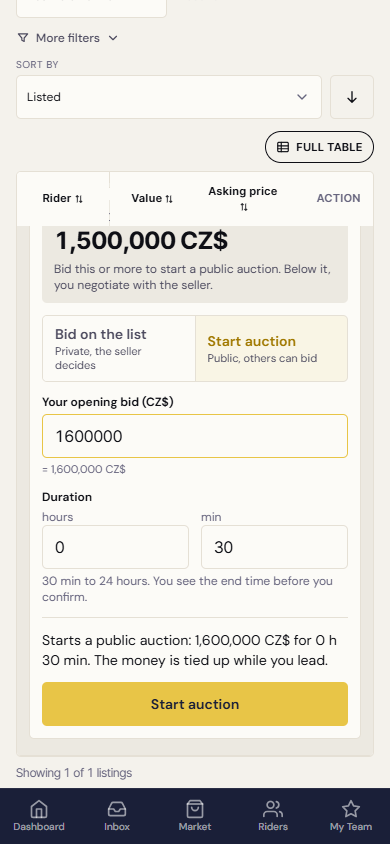 More filters
SORT BY
Listed
FULL TABLE
Rider
Value
Asking price
ACTION
1,500,000 CZ$
Bid this or more to start a public auction. Below it,
you negotiate with the seller.
Bid on the list
Private, the seller
decides
Start auction
Public, others can bid
Your opening bid (CZ$)
1600000
= 1,600,000 CZ$
Duration
hours
min
0
30
30 min to 24 hours. You see the end time before you
confirm.
Starts a public auction: 1,600,000 CZ$ for 0 h
30 min. The money is tied up while you lead.
Start auction
Showing 1 of 1 listings
Dashboard
Inbox
Market
Riders
My Team